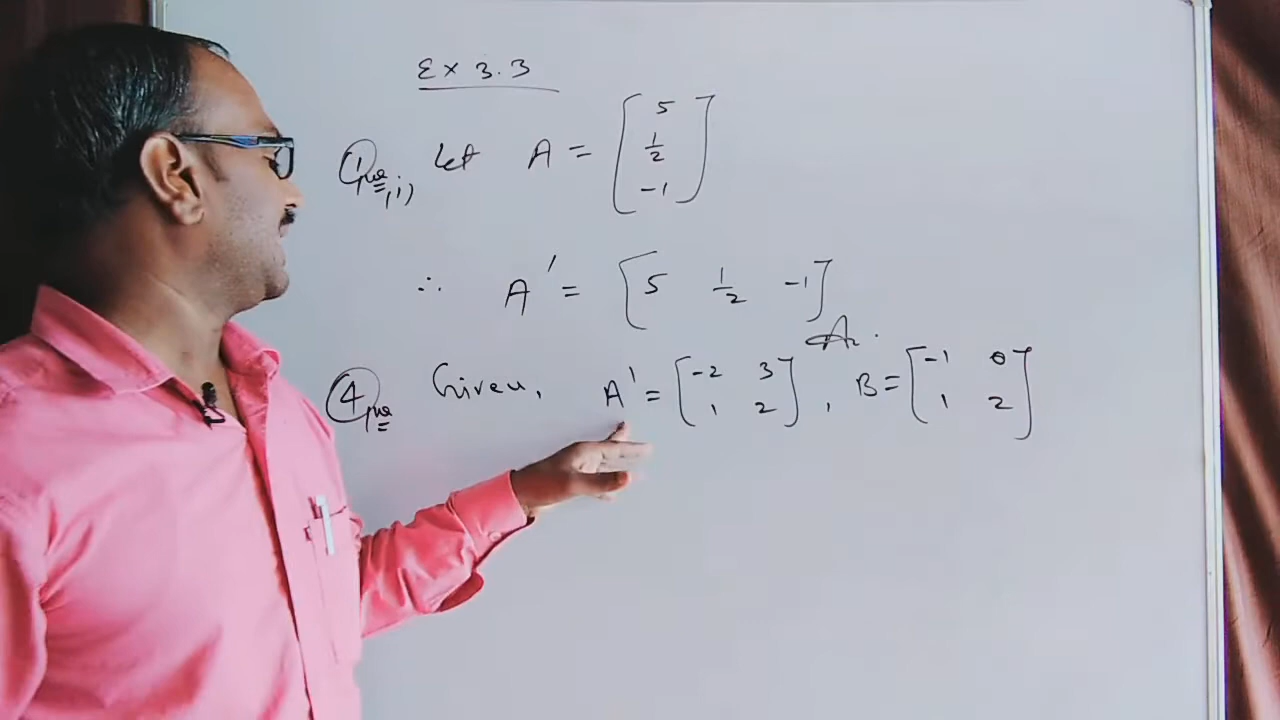 Ex 3.3
1 Que (i) Let A = [5 1/2 -1]
∴ A' = [5 1/2 -1]
4 Que Given, A' = [-2 3 1 2], B = [-1 0 1 2]